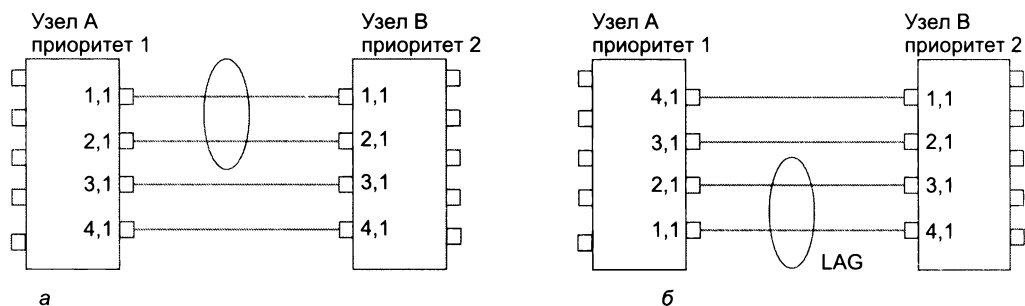 Узел А
приоритет 1
Узел В
приоритет 2
1,1
1,1
2,1
2,1
3,1
3,1
4,1
4,1
а
Узел А
приоритет 1
Узел В
приоритет 2
4,1
1,1
3,1
2,1
2,1
3,1
1,1
4,1
LAG
б